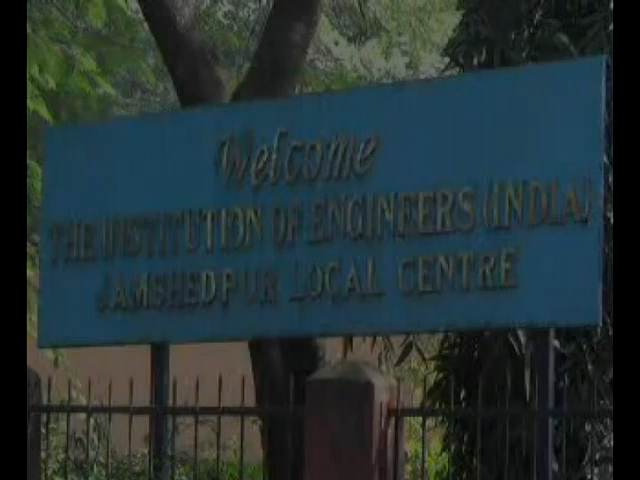 Welcome
THE INSTITUTION OF ENGINEERS (INDIA)
JAMSHEDPUR LOCAL CENTRE